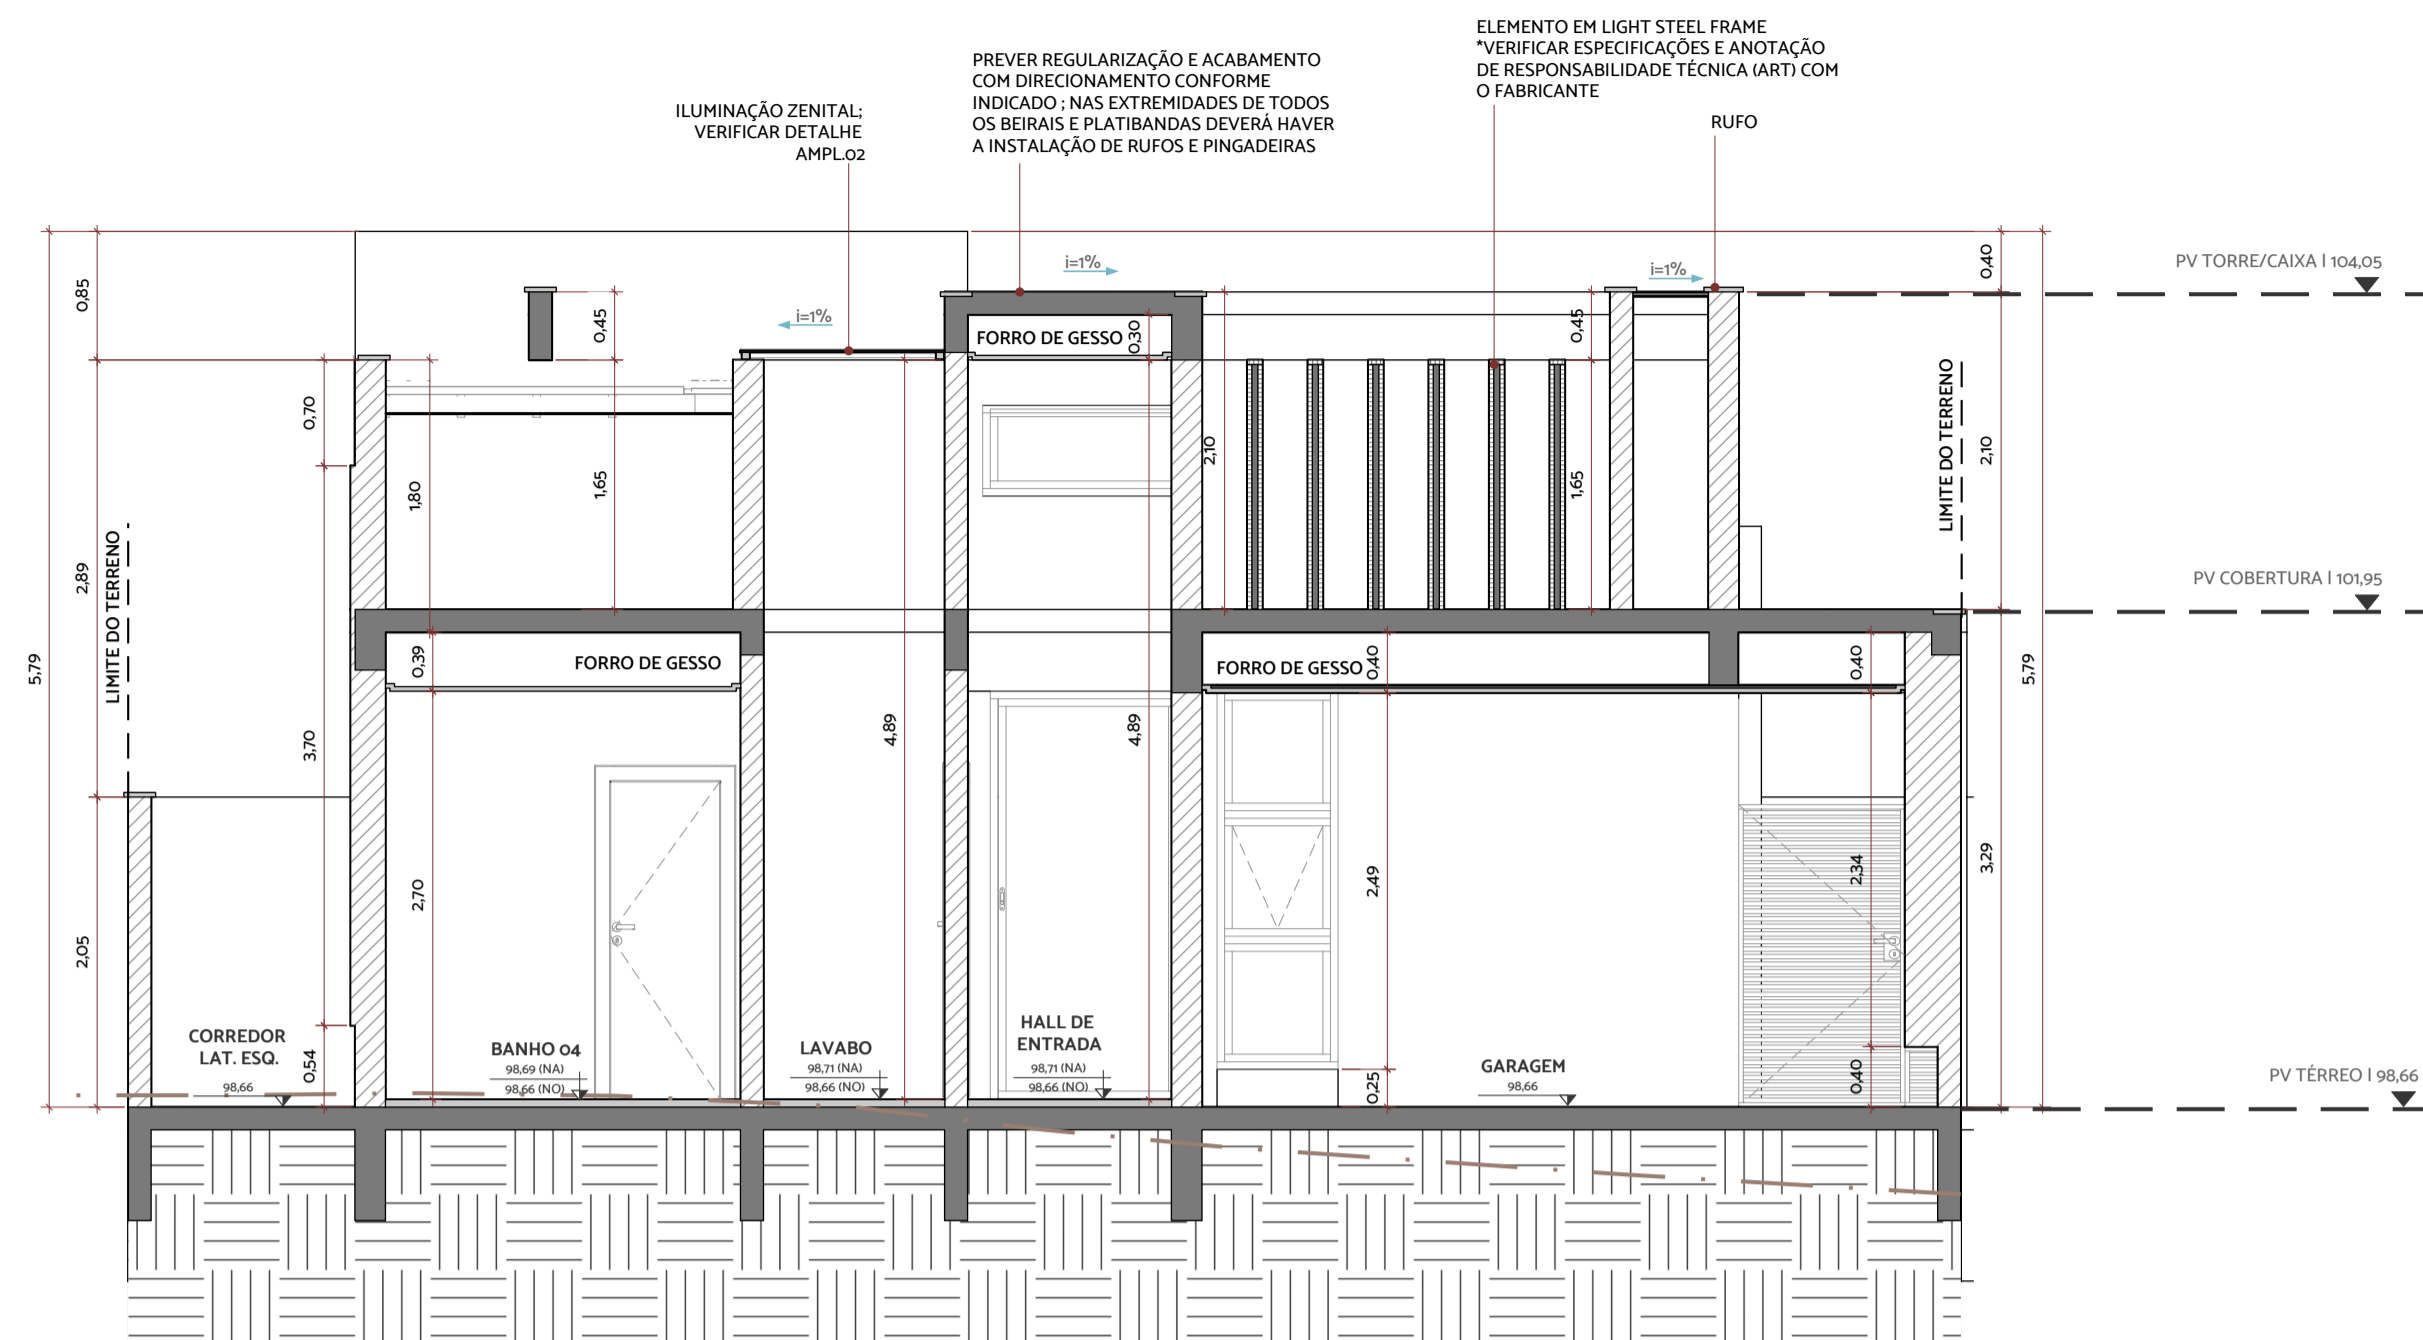 ELEMENTO EM LIGHT STEEL FRAME
*VERIFICAR ESPECIFICAÇÕES E ANOTAÇÃO
DE RESPONSABILIDADE TÉCNICA (ART) COM
O FABRICANTE
PREVER REGULARIZAÇÃO E ACABAMENTO
COM DIRECIONAMENTO CONFORME
INDICADO ; NAS EXTREMIDADES DE TODOS
OS BEIRAIS E PLATIBANDAS DEVERÁ HAVER
A INSTALAÇÃO DE RUFOS E PINGADEIRAS
ILUMINAÇÃO ZENITAL;
VERIFICAR DETALHE
AMPL.02
RUFO
i=1%
i=1%
i=1%
PV TORRE/CAIXA | 104,05
0,85
0,45
0,30
0,45
0,40
FORRO DE GESSO
0,70
1,80
1,65
2,10
1,65
2,10
LIMITE DO TERRENO
LIMITE DO TERRENO
2,89
PV COBERTURA | 101,95
5,79
0,39
FORRO DE GESSO
FORRO DE GESSO
0,40
0,40
5,79
3,70
4,89
4,89
2,05
2,70
2,49
2,34
3,29
0,54
0,25
0,40
CORREDOR
LAT. ESQ.
98,66
BANHO 04
98,69 (NA)
98,66 (NO)
LAVABO
98,71 (NA)
98,66 (NO)
HALL DE
ENTRADA
98,71 (NA)
98,66 (NO)
GARAGEM
98,66
PV TÉRREO | 98,66